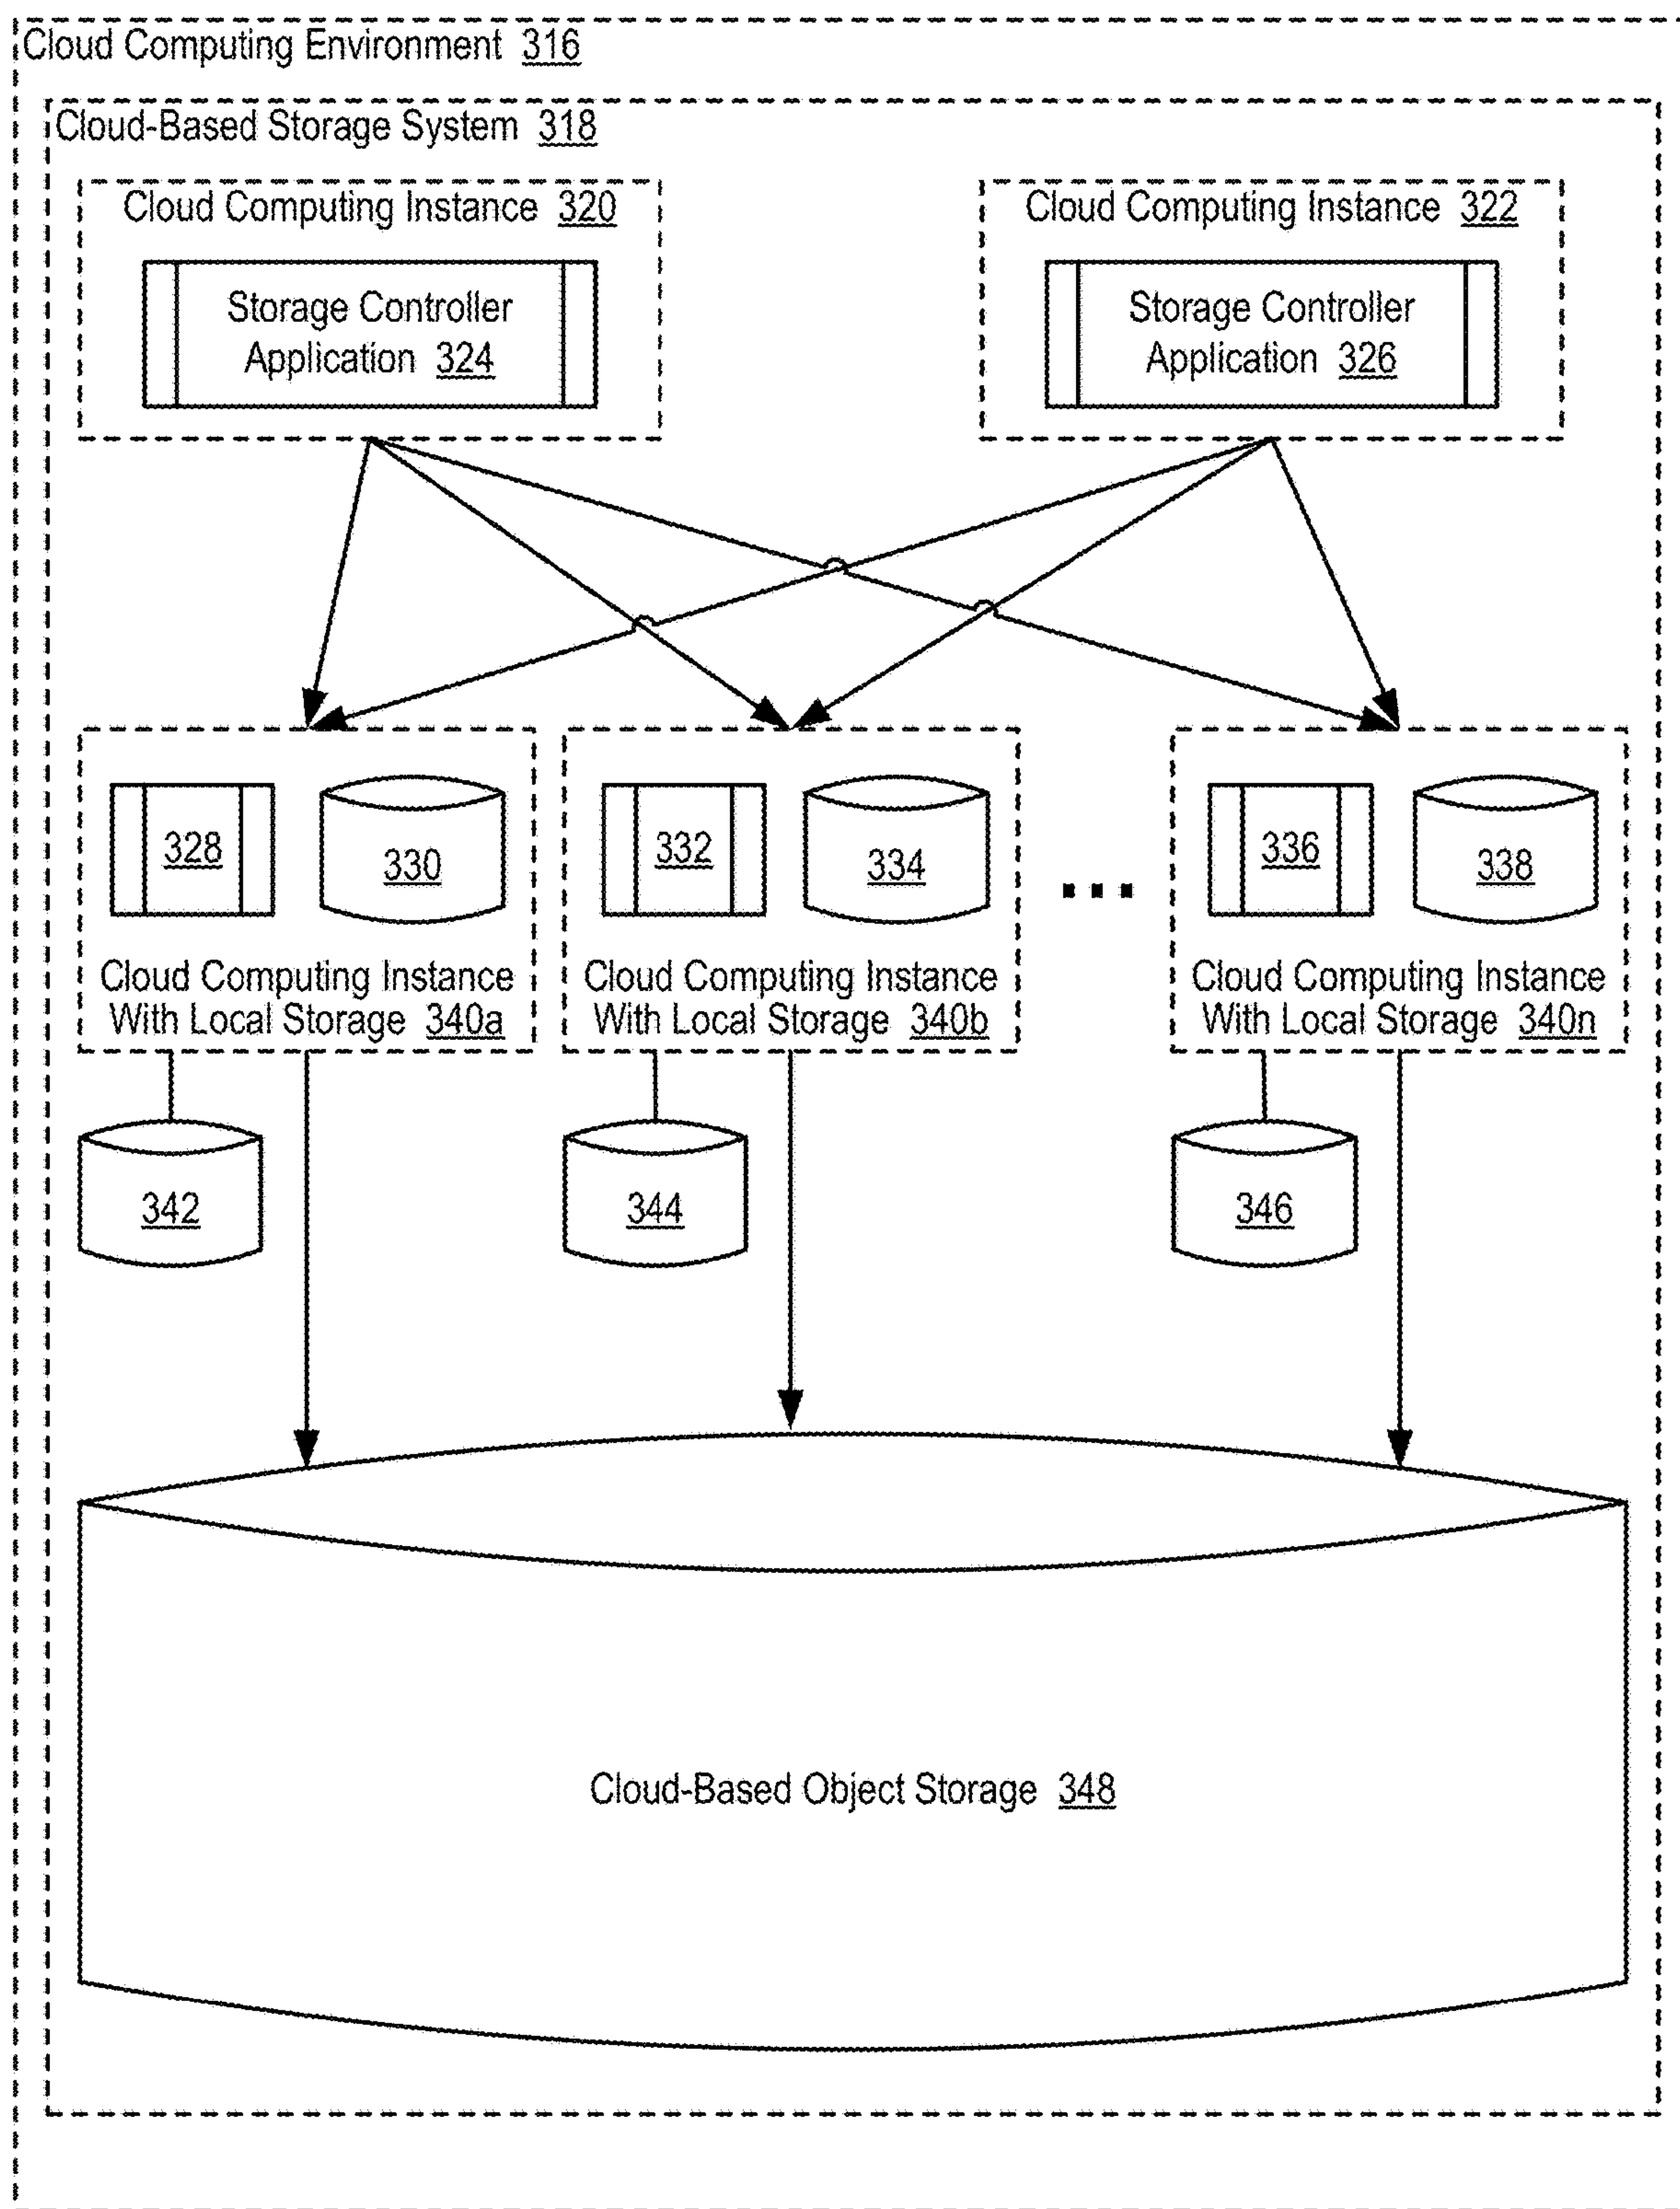 Cloud Computing Environment 316
Cloud-Based Storage System 318
Cloud Computing Instance 320
Storage Controller
Application 324
Cloud Computing Instance 322
Storage Controller
Application 326
328
330
Cloud Computing Instance
With Local Storage 340a
332
334
Cloud Computing Instance
With Local Storage 340b
...
336
338
Cloud Computing Instance
With Local Storage 340n
342
344
346
Cloud-Based Object Storage 348